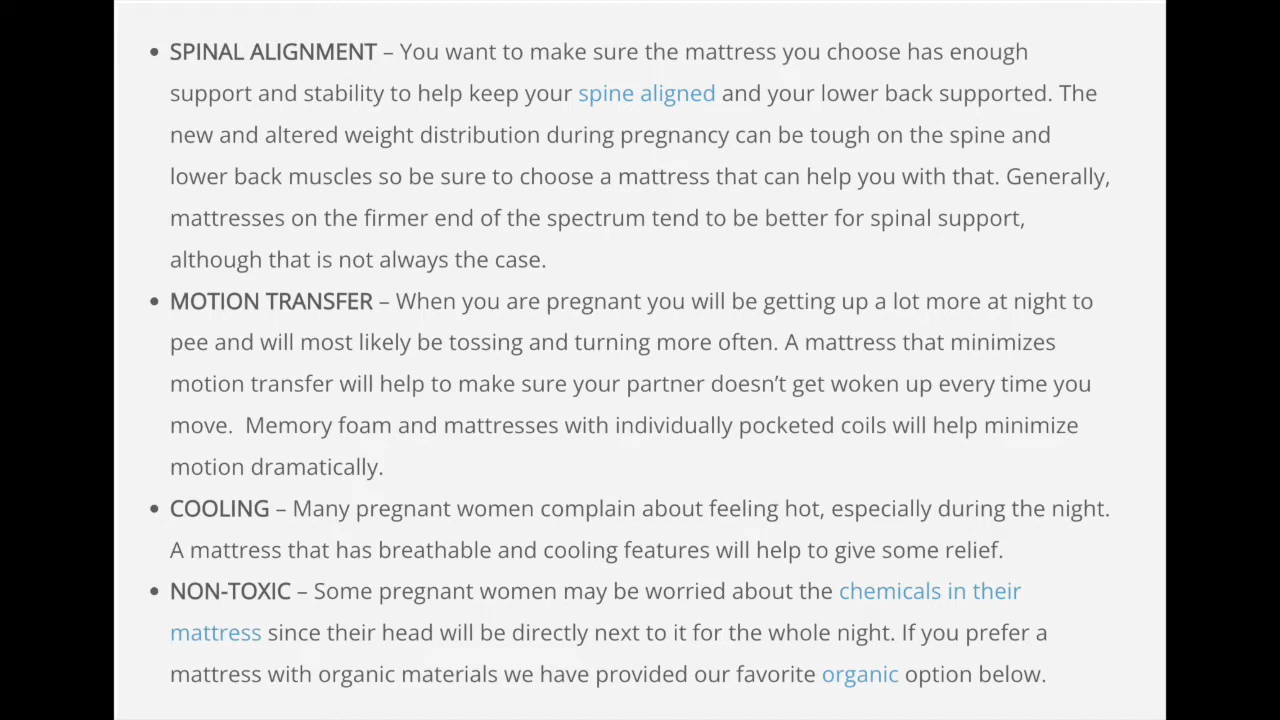 • SPINAL ALIGNMENT – You want to make sure the mattress you choose has enough
support and stability to help keep your spine aligned and your lower back supported. The
new and altered weight distribution during pregnancy can be tough on the spine and
lower back muscles so be sure to choose a mattress that can help you with that. Generally,
mattresses on the firmer end of the spectrum tend to be better for spinal support,
although that is not always the case.
• MOTION TRANSFER – When you are pregnant you will be getting up a lot more at night to
pee and will most likely be tossing and turning more often. A mattress that minimizes
motion transfer will help to make sure your partner doesn’t get woken up every time you
move.  Memory foam and mattresses with individually pocketed coils will help minimize
motion dramatically.
• COOLING – Many pregnant women complain about feeling hot, especially during the night.
A mattress that has breathable and cooling features will help to give some relief.
• NON-TOXIC – Some pregnant women may be worried about the chemicals in their
mattress since their head will be directly next to it for the whole night. If you prefer a
mattress with organic materials we have provided our favorite organic option below.